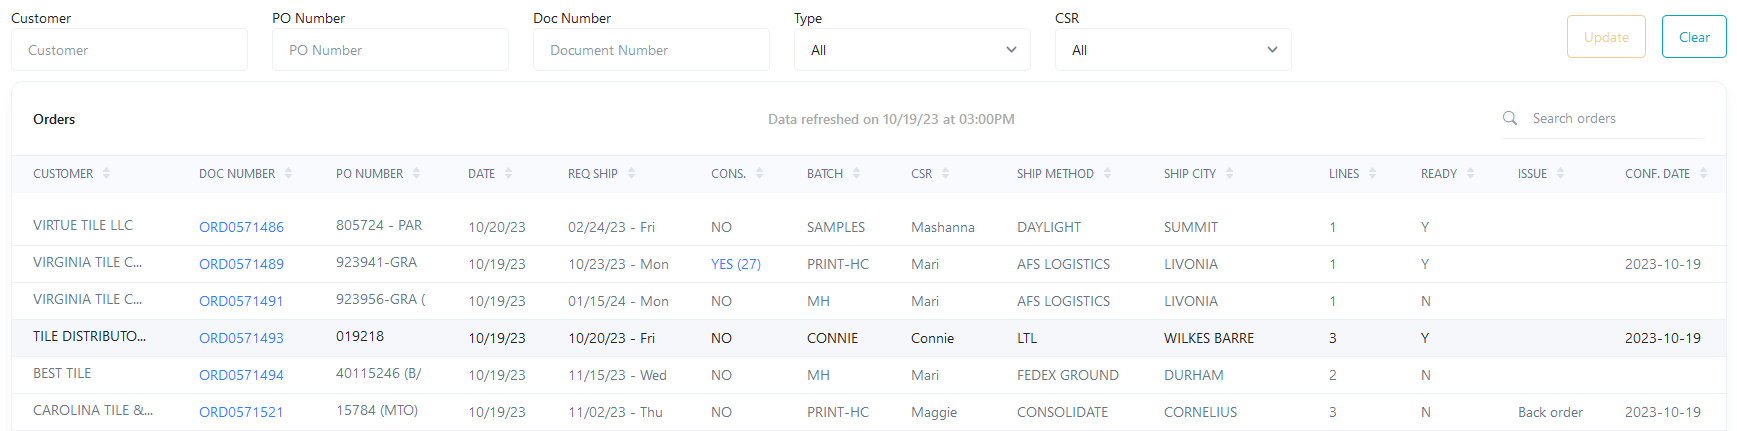 Customer PO Number Doc Number Type CSR
Customer PO Number Document Number All All Update Clear
Orders Data refreshed on 10/19/23 at 03:00PM Search orders
CUSTOMER DOC NUMBER PO NUMBER DATE REQ SHIP CONS. BATCH CSR SHIP METHOD SHIP CITY LINES READY ISSUE CONF. DATE
VIRTUE TILE LLC ORD0571486 805724 - PAR 10/20/23 02/24/23 - Fri NO SAMPLES Mashanna DAYLIGHT SUMMIT 1 Y
VIRGINIA TILE C... ORD0571489 923941-GRA 10/19/23 10/23/23 - Mon YES (27) PRINT-HC Mari AFS LOGISTICS LIVONIA 1 Y 2023-10-19
VIRGINIA TILE C... ORD0571491 923956-GRA ( 10/19/23 01/15/24 - Mon NO MH Mari AFS LOGISTICS LIVONIA 1 N
TILE DISTRIBUTO... ORD0571493 019218 10/19/23 10/20/23 - Fri NO CONNIE Connie LTL WILKES BARRE 3 Y 2023-10-19
BEST TILE ORD0571494 40115246 (B/ 10/19/23 11/15/23 - Wed NO MH Mari FEDEX GROUND DURHAM 2 N
CAROLINA TILE &... ORD0571521 15784 (MTO) 10/19/23 11/02/23 - Thu NO PRINT-HC Maggie CONSOLIDATE CORNELIUS 3 N Back order 2023-10-19